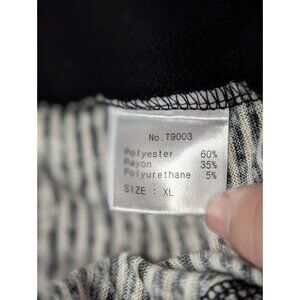 No. T9003
Polyester 60%
Rayon 35%
Polyurethane 5%
SIZE : XL